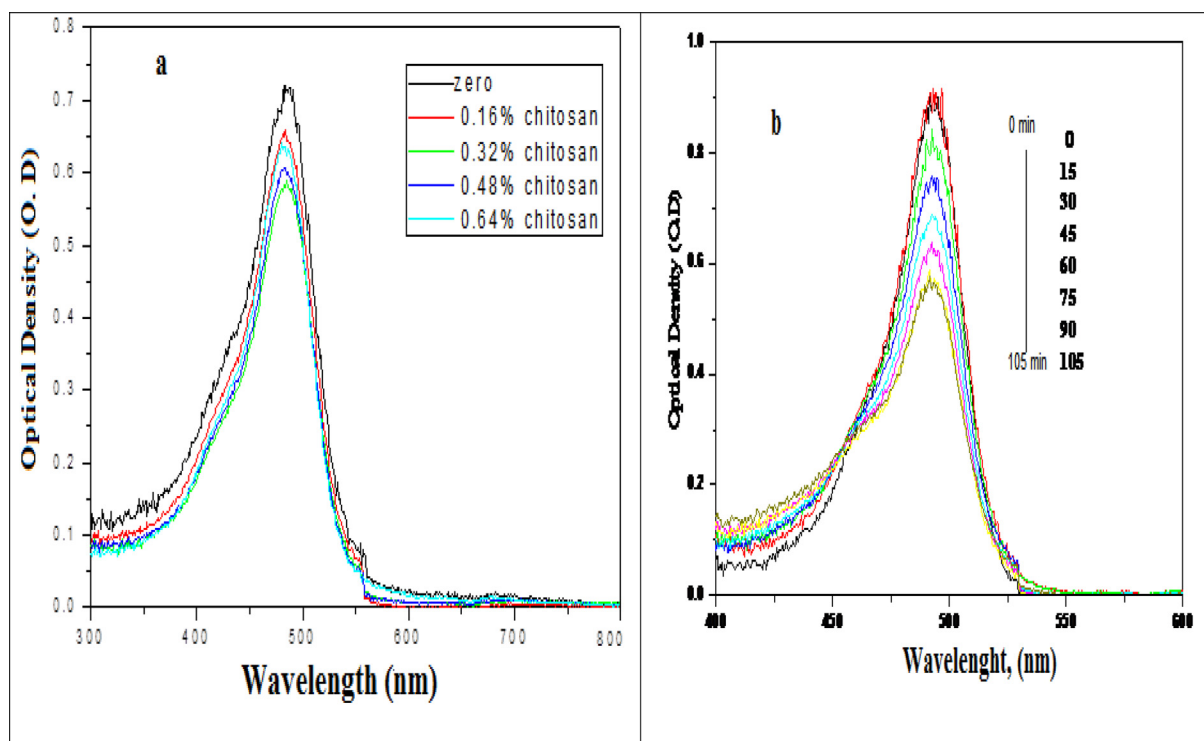 a
zero
0.16% chitosan
0.32% chitosan
0.48% chitosan
0.64% chitosan
Optical Density (O. D)
0.8
0.7
0.6
0.5
0.4
0.3
0.2
0.1
0.0
300 400 500 600 700 800
Wavelength (nm)
b
0 min
105 min
0
15
30
45
60
75
90
105
Optical Density (O.D)
1.0
0.8
0.6
0.4
0.2
0.0
400 450 500 550 600
Wavelenght, (nm)